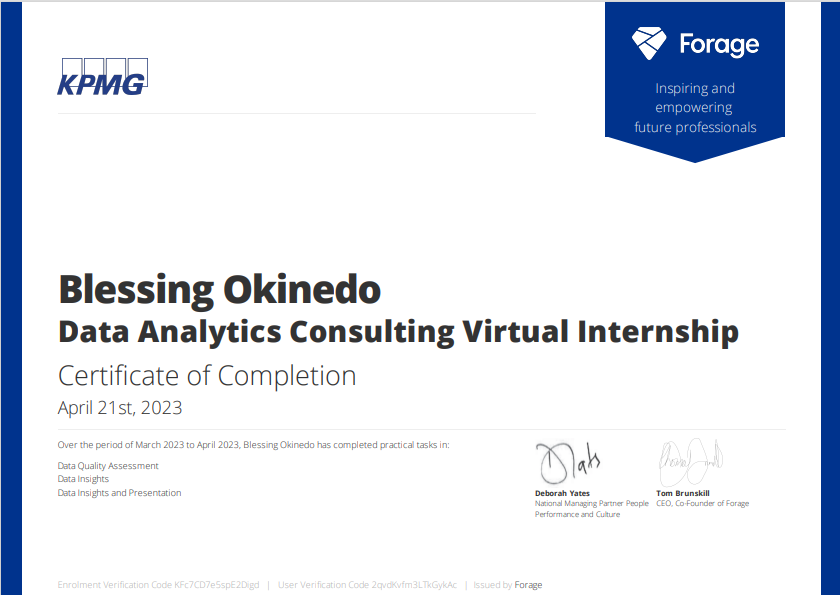 KPMG
Forage
Inspiring and
empowering
future professionals
Blessing Okinedo
Data Analytics Consulting Virtual Internship
Certificate of Completion
April 21st, 2023
Over the period of March 2023 to April 2023, Blessing Okinedo has completed practical tasks in:
Data Quality Assessment
Data Insights
Data Insights and Presentation
Deborah Yates
National Managing Partner People
Performance and Culture
Tom Brunskill
CEO, Co-Founder of Forage
Enrolment Verification Code KFc7CD7e5spE2Digd | User Verification Code 2qvdKvfm3LTkGykAc | Issued by Forage